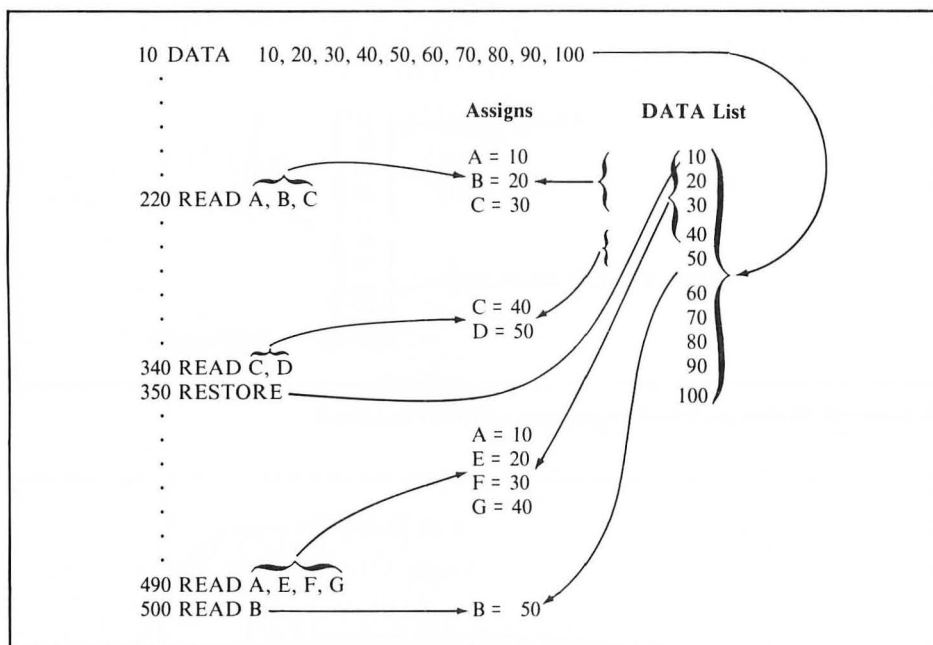 10 DATA 10, 20, 30, 40, 50, 60, 70, 80, 90, 100
Assigns DATA List
A = 10
B = 20
C = 30
220 READ A, B, C
10
20
30
40
50
60
70
80
90
100
C = 40
D = 50
340 READ C, D
350 RESTORE
A = 10
E = 20
F = 30
G = 40
490 READ A, E, F, G
500 READ B
B = 50